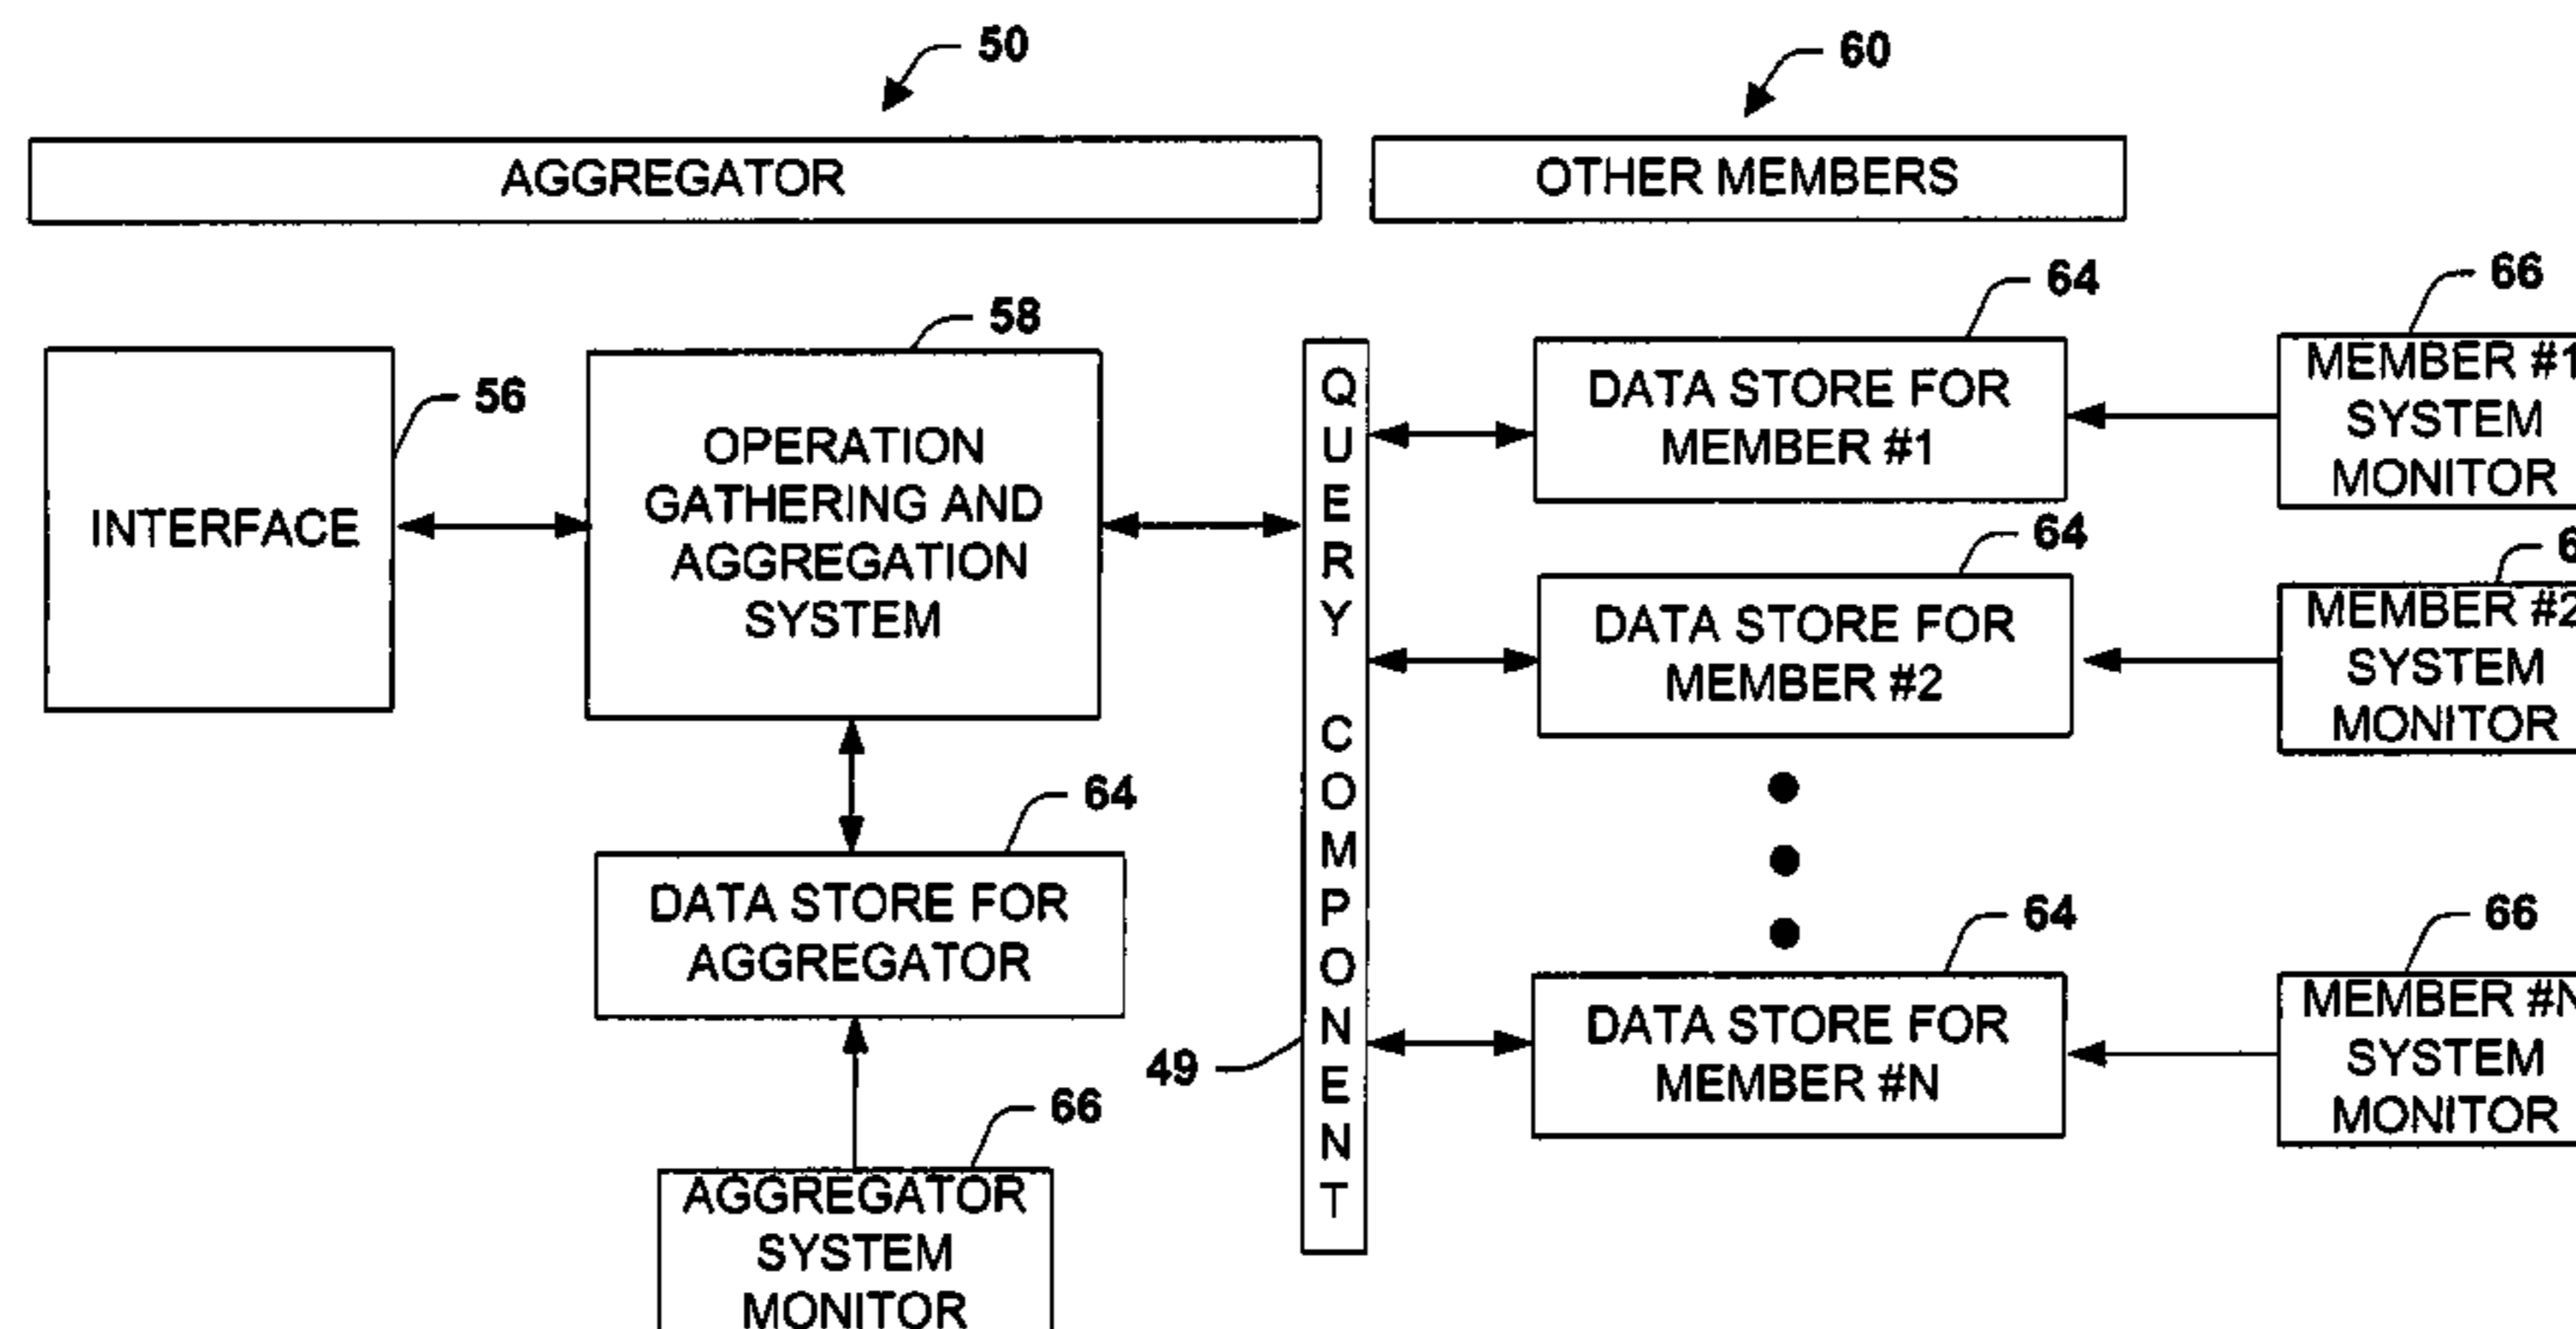 50
60
AGGREGATOR
OTHER MEMBERS
64
66
58
56
INTERFACE
OPERATION
GATHERING AND
AGGREGATION
SYSTEM
QUERY COMPONENT
DATA STORE FOR
MEMBER #1
MEMBER #1
SYSTEM
MONITOR
64
DATA STORE FOR
MEMBER #2
MEMBER #2
SYSTEM
MONITOR
64
DATA STORE FOR
AGGREGATOR
64
66
DATA STORE FOR
MEMBER #N
MEMBER #N
SYSTEM
MONITOR
49
66
AGGREGATOR
SYSTEM
MONITOR